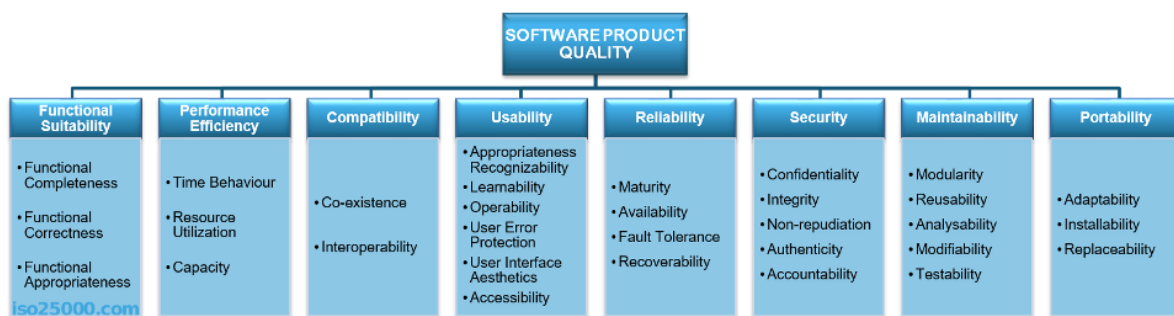 SOFTWARE PRODUCT
QUALITY
Functional
Suitability
• Functional
Completeness
• Functional
Correctness
• Functional
Appropriateness
Performance
Efficiency
• Time Behaviour
• Resource
Utilization
• Capacity
Compatibility
• Co-existence
• Interoperability
Usability
• Appropriateness
Recognizability
• Learnability
• Operability
• User Error
Protection
• User Interface
Aesthetics
• Accessibility
Reliability
• Maturity
• Availability
• Fault Tolerance
• Recoverability
Security
• Confidentiality
• Integrity
• Non-repudiation
• Authenticity
• Accountability
Maintainability
• Modularity
• Reusability
• Analysability
• Modifiability
• Testability
Portability
• Adaptability
• Installability
• Replaceability
iso25000.com